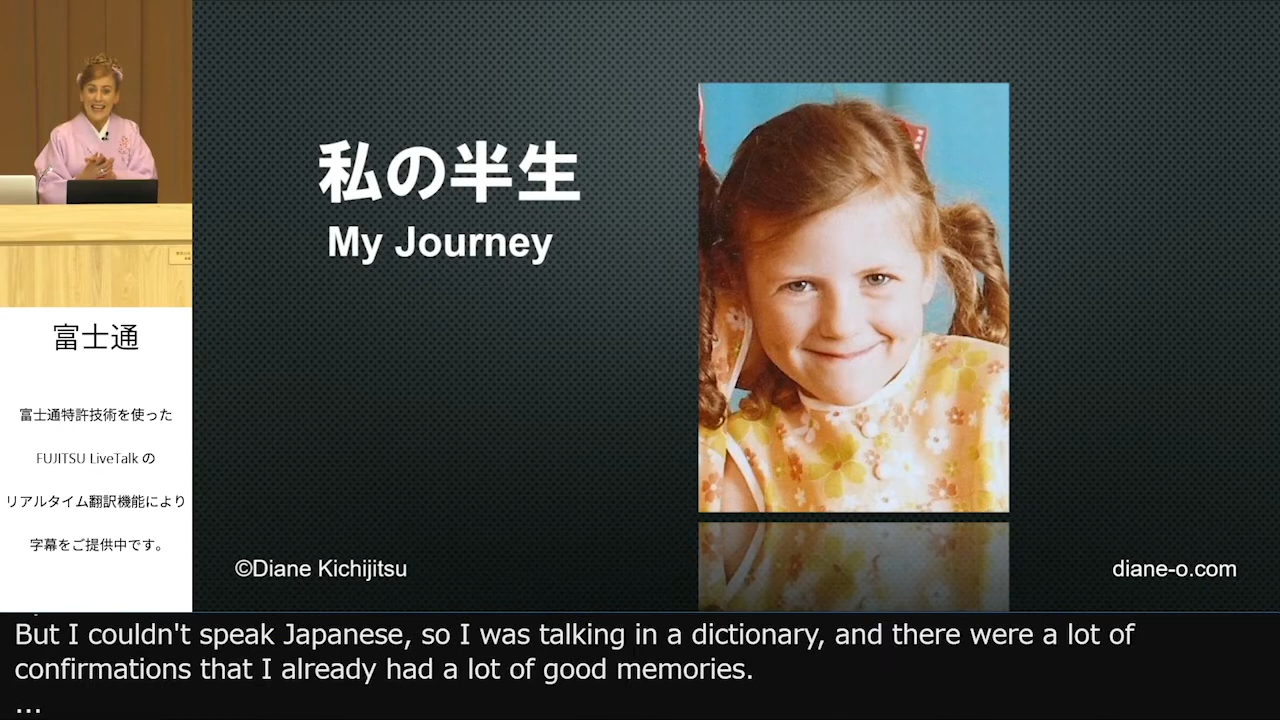 私の半生
My Journey
©Diane Kichijitsu
diane-o.com
富士通
富士通特許技術を使った
FUJITSU LiveTalk の
リアルタイム翻訳機能により
字幕をご提供中です。
But I couldn't speak Japanese, so I was talking in a dictionary, and there were a lot of
confirmations that I already had a lot of good memories.
...